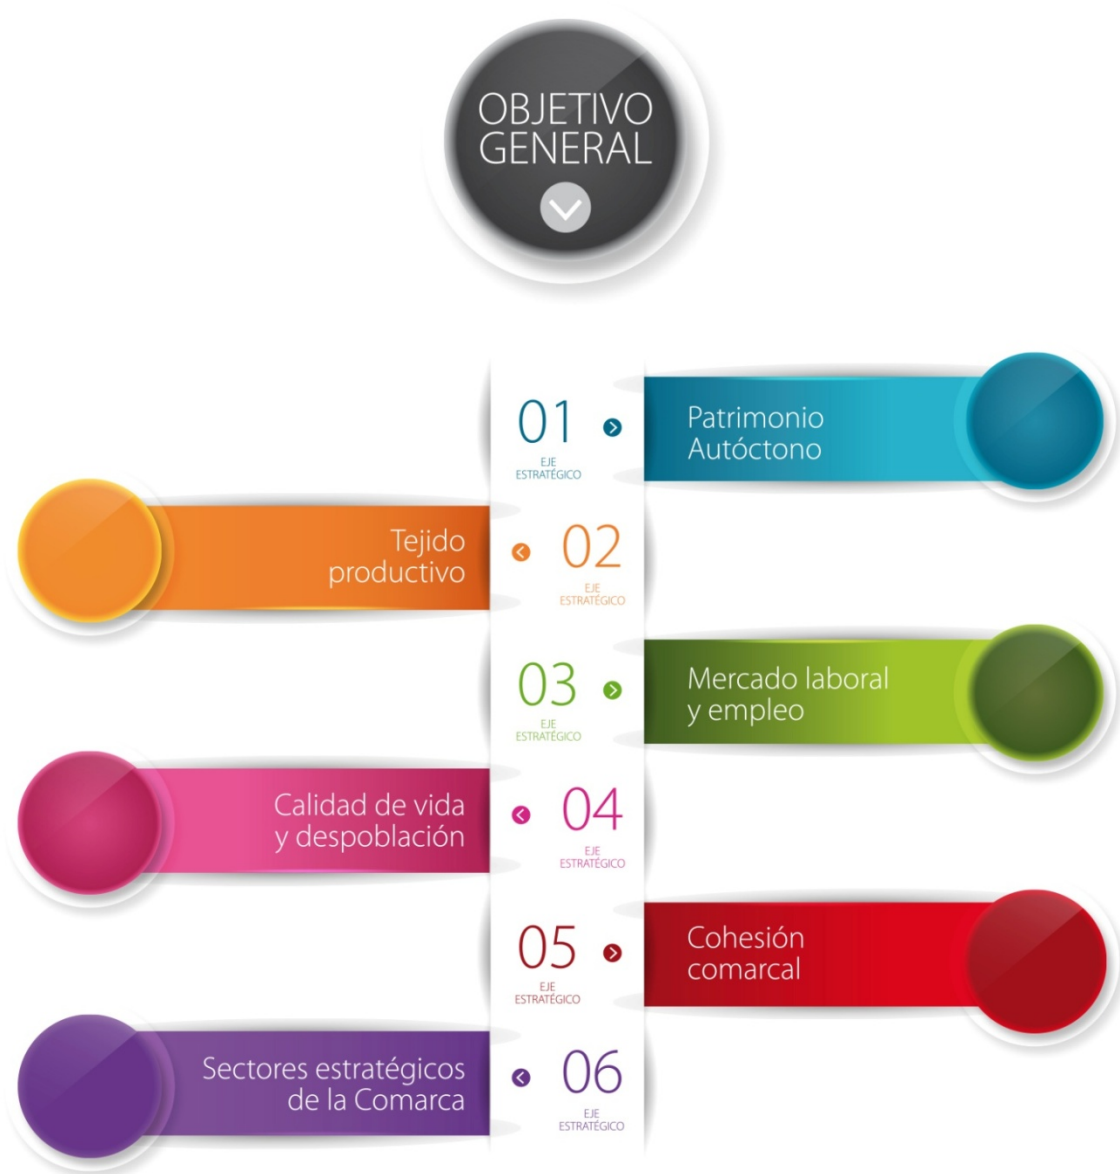 OBJETIVO
GENERAL
01
EJE
ESTRATÉGICO
Patrimonio
Autóctono
Tejido
productivo
02
EJE
ESTRATÉGICO
03
EJE
ESTRATÉGICO
Mercado laboral
y empleo
Calidad de vida
y despoblación
04
EJE
ESTRATÉGICO
05
EJE
ESTRATÉGICO
Cohesión
comarcal
Sectores estratégicos
de la Comarca
06
EJE
ESTRATÉGICO